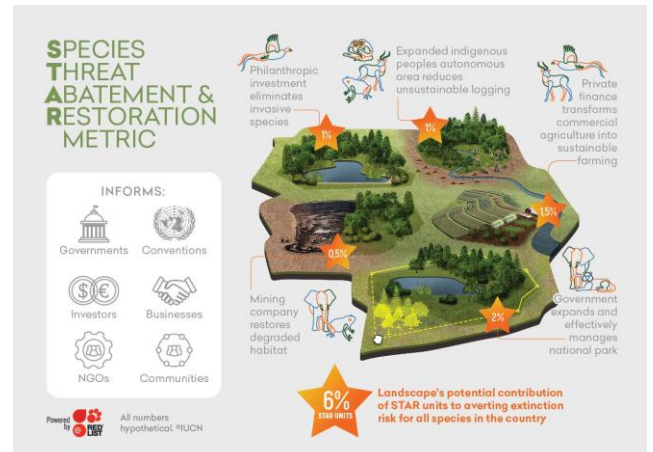 SPECIES
THREAT
ABATEMENT &
RESTORATION
METRIC
INFORMS:
Governments
Conventions
Investors
Businesses
NGOs
Communities
Powered
by
RED
LIST
All numbers
hypothetical. ©IUCN
Philanthropic
investment
eliminates
invasive
species
1%
Expanded indigenous
peoples autonomous
area reduces
unsustainable logging
1%
Private
finance
transforms
commercial
agriculture into
sustainable
farming
1,5%
Mining
company
restores
degraded
habitat
0,5%
Government
expands and
effectively
manages
national park
2%
6%
STAR UNITS
Landscape's potential contribution
of STAR units to averting extinction
risk for all species in the country